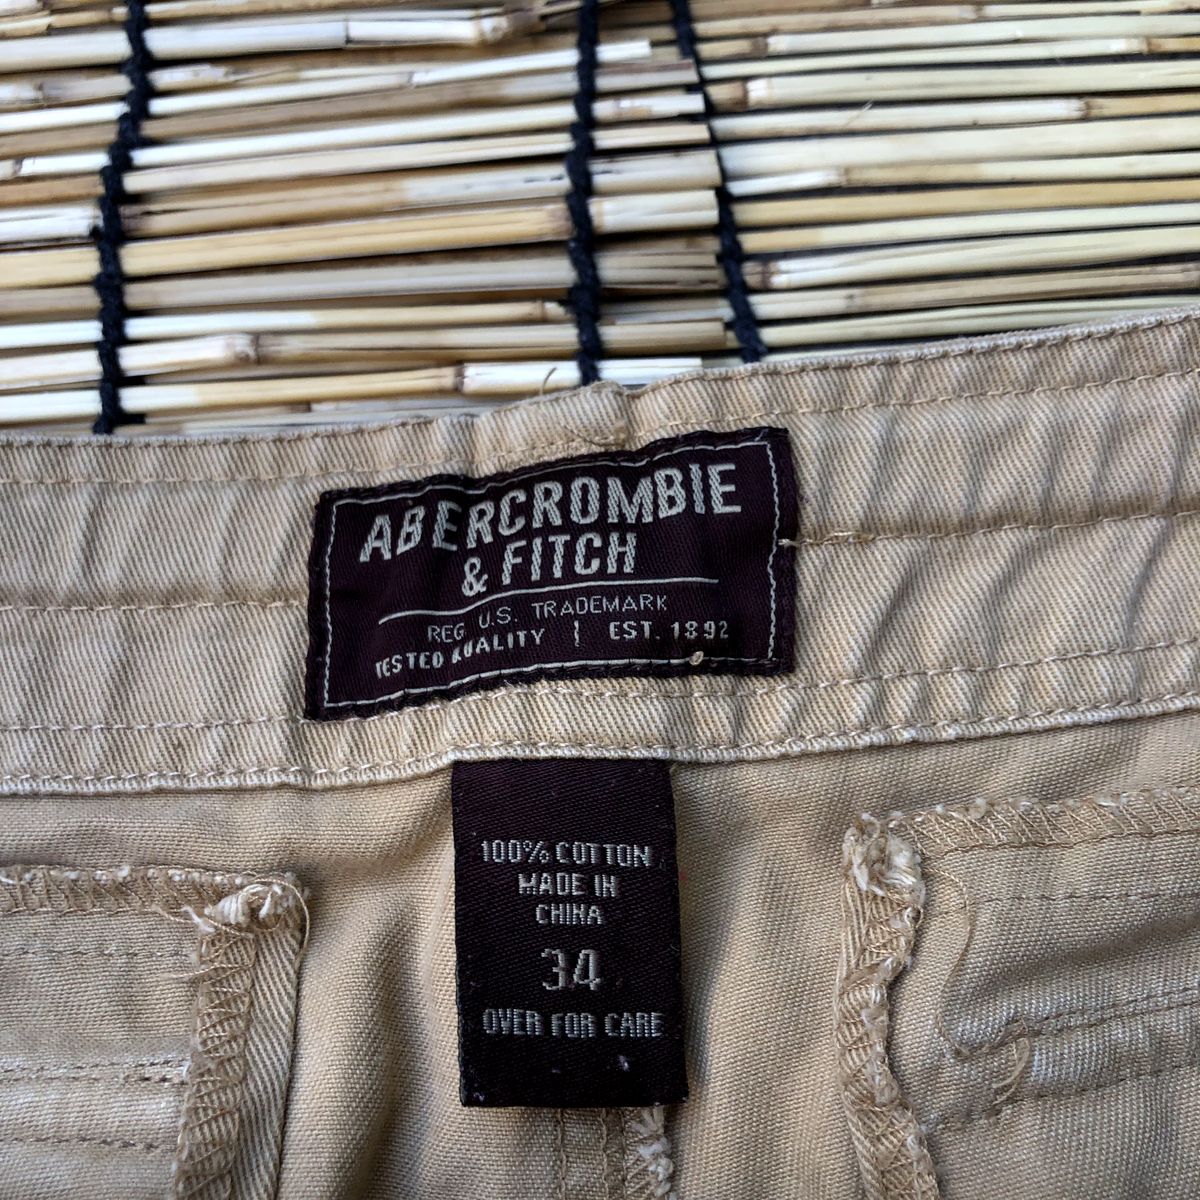 ABERCROMBIE
& FITCH
REG. U.S. TRADEMARK
TESTED QUALITY | EST. 1892
100% COTTON
MADE IN
CHINA
34
OVER FOR CARE